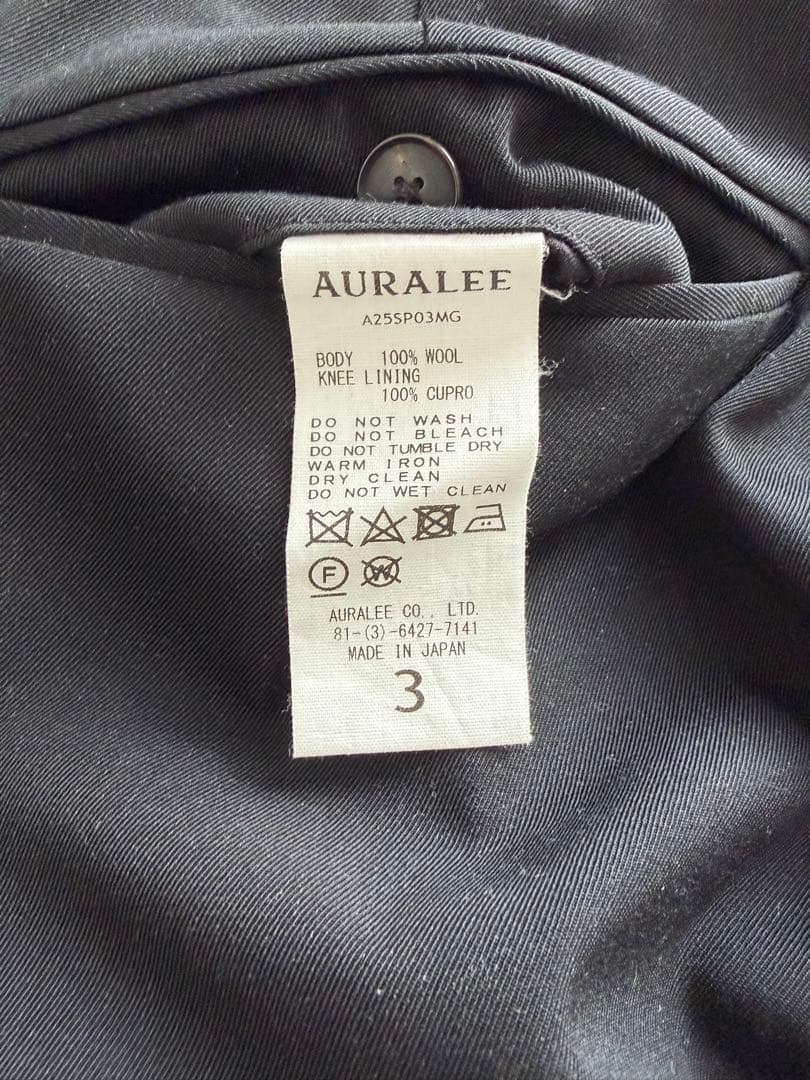 AURALEE
A25SP03MG
BODY 100% WOOL
KNEE LINING
100% CUPRO
DO NOT WASH
DO NOT BLEACH
DO NOT TUMBLE DRY
WARM IRON
DRY CLEAN
DO NOT WET CLEAN
F W
AURALEE CO., LTD.
81-(3)-6427-7141
MADE IN JAPAN
3